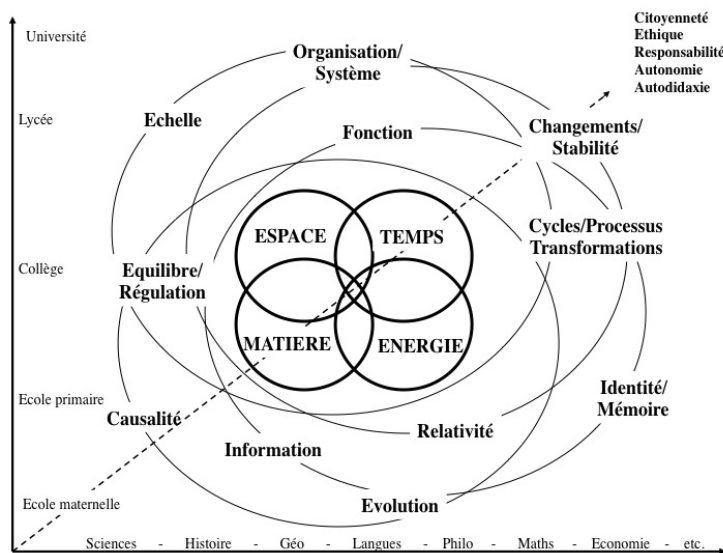 Citoyenneté
Ethique
Responsabilité
Autonomie
Autodidaxie
Université
Organisation/
Système
Lycée
Echelle
Fonction
Changements/
Stabilité
ESPACE
TEMPS
Cycles/Processus
Transformations
Collège
Equilibre/
Régulation
MATIERE
ENERGIE
Identité/
Mémoire
Ecole primaire
Causalité
Relativité
Information
Evolution
Ecole maternelle
Sciences - Histoire - Géo - Langues - Philo - Maths - Economie - etc.